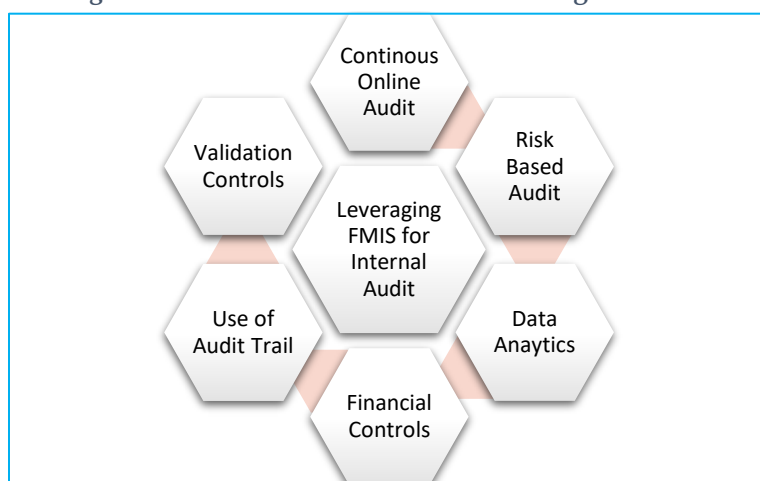 Continous
Online
Audit
Risk
Based
Audit
Validation
Controls
Leveraging
FMIS for
Internal
Audit
Use of
Audit Trail
Data
Anaytics
Financial
Controls